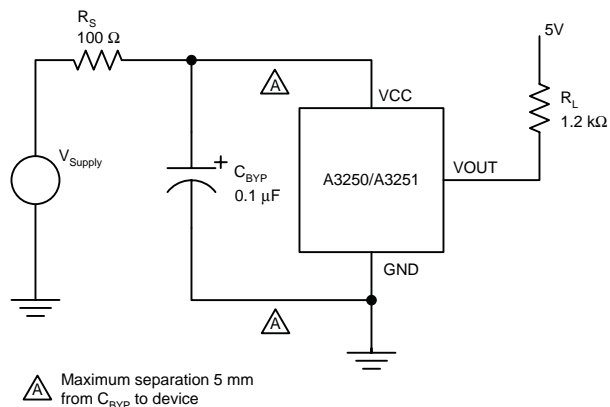 R_S
100 Ω
5V
A
VCC
R_L
1.2 kΩ
V_Supply
+
C_BYP
0.1 μF
A3250/A3251
VOUT
GND
A
A Maximum separation 5 mm
from C_BYP to device